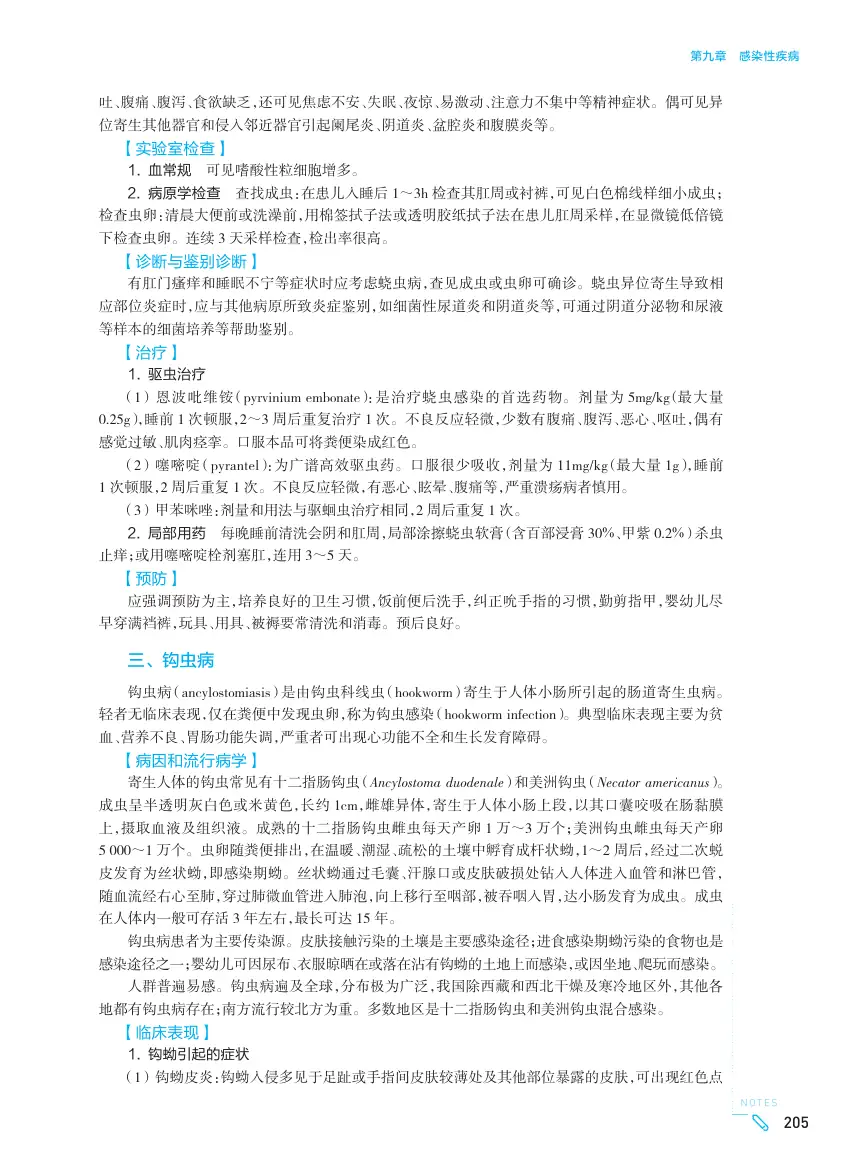 第九章 感染性疾病
吐、腹痛、腹泻、食欲缺乏，还可见焦虑不安、失眠、夜惊、易激动、注意力不集中等精神症状。偶可见异
位寄生其他器官和侵入邻近器官引起阑尾炎、阴道炎、盆腔炎和腹膜炎等。
【实验室检查】
1. 血常规 可见嗜酸性粒细胞增多。
2. 病原学检查 查找成虫：在患儿入睡后 1～3h 检查其肛周或衬裤，可见白色棉线样细小成虫；
检查虫卵：清晨大便前或洗澡前，用棉签拭子法或透明胶纸拭子法在患儿肛周采样，在显微镜低倍镜
下检查虫卵。连续 3 天采样检查，检出率很高。
【诊断与鉴别诊断】
有肛门瘙痒和睡眠不宁等症状时应考虑蛲虫病，查见成虫或虫卵可确诊。蛲虫异位寄生导致相
应部位炎症时，应与其他病原所致炎症鉴别，如细菌性尿道炎和阴道炎等，可通过阴道分泌物和尿液
等样本的细菌培养等帮助鉴别。
【治疗】
1. 驱虫治疗
（1）恩波吡维铵（pyrvinium embonate）：是治疗蛲虫感染的首选药物。剂量为 5mg/kg（最大量
0.25g），睡前 1 次顿服，2～3 周后重复治疗 1 次。不良反应轻微，少数有腹痛、腹泻、恶心、呕吐，偶有
感觉过敏、肌肉痉挛。口服本品可将粪便染成红色。
（2）噻嘧啶（pyrantel）：为广谱高效驱虫药。口服很少吸收，剂量为 11mg/kg（最大量 1g），睡前
1 次顿服，2 周后重复 1 次。不良反应轻微，有恶心、眩晕、腹痛等，严重溃疡病者慎用。
（3）甲苯咪唑：剂量和用法与驱蛔虫治疗相同，2 周后重复 1 次。
2. 局部用药 每晚睡前清洗会阴和肛周，局部涂擦蛲虫软膏（含百部浸膏 30%、甲紫 0.2%）杀虫
止痒；或用噻嘧啶栓剂塞肛，连用 3～5 天。
【预防】
应强调预防为主，培养良好的卫生习惯，饭前便后洗手，纠正吮手指的习惯，勤剪指甲，婴幼儿尽
早穿满裆裤，玩具、用具、被褥要常清洗和消毒。预后良好。
三、钩虫病
钩虫病（ancylostomiasis）是由钩虫科线虫（hookworm）寄生于人体小肠所引起的肠道寄生虫病。
轻者无临床表现，仅在粪便中发现虫卵，称为钩虫感染（hookworm infection）。典型临床表现主要为贫
血、营养不良、胃肠功能失调，严重者可出现心功能不全和生长发育障碍。
【病因和流行病学】
寄生人体的钩虫常见有十二指肠钩虫（Ancylostoma duodenale）和美洲钩虫（Necator americanus）。
成虫呈半透明灰白色或米黄色，长约 1cm，雌雄异体，寄生于人体小肠上段，以其口囊咬吸在肠黏膜
上，摄取血液及组织液。成熟的十二指肠钩虫雌虫每天产卵 1 万～3 万个；美洲钩虫雌虫每天产卵
5 000～1 万个。虫卵随粪便排出，在温暖、潮湿、疏松的土壤中孵育成杆状蚴，1～2 周后，经过二次蜕
皮发育为丝状蚴，即感染期蚴。丝状蚴通过毛囊、汗腺口或皮肤破损处钻入人体进入血管和淋巴管，
随血流经右心至肺，穿过肺微血管进入肺泡，向上移行至咽部，被吞咽入胃，达小肠发育为成虫。成虫
在人体内一般可存活 3 年左右，最长可达 15 年。
钩虫病患者为主要传染源。皮肤接触污染的土壤是主要感染途径；进食感染期蚴污染的食物也是
感染途径之一；婴幼儿可因尿布、衣服晾晒在或落在沾有钩蚴的土地上而感染，或因坐地、爬玩而感染。
人群普遍易感。钩虫病遍及全球，分布极为广泛，我国除西藏和西北干燥及寒冷地区外，其他各
地都有钩虫病存在；南方流行较北方为重。多数地区是十二指肠钩虫和美洲钩虫混合感染。
【临床表现】
1. 钩蚴引起的症状
（1）钩蚴皮炎：钩蚴入侵多见于足趾或手指间皮肤较薄处及其他部位暴露的皮肤，可出现红色点
NOTES
205